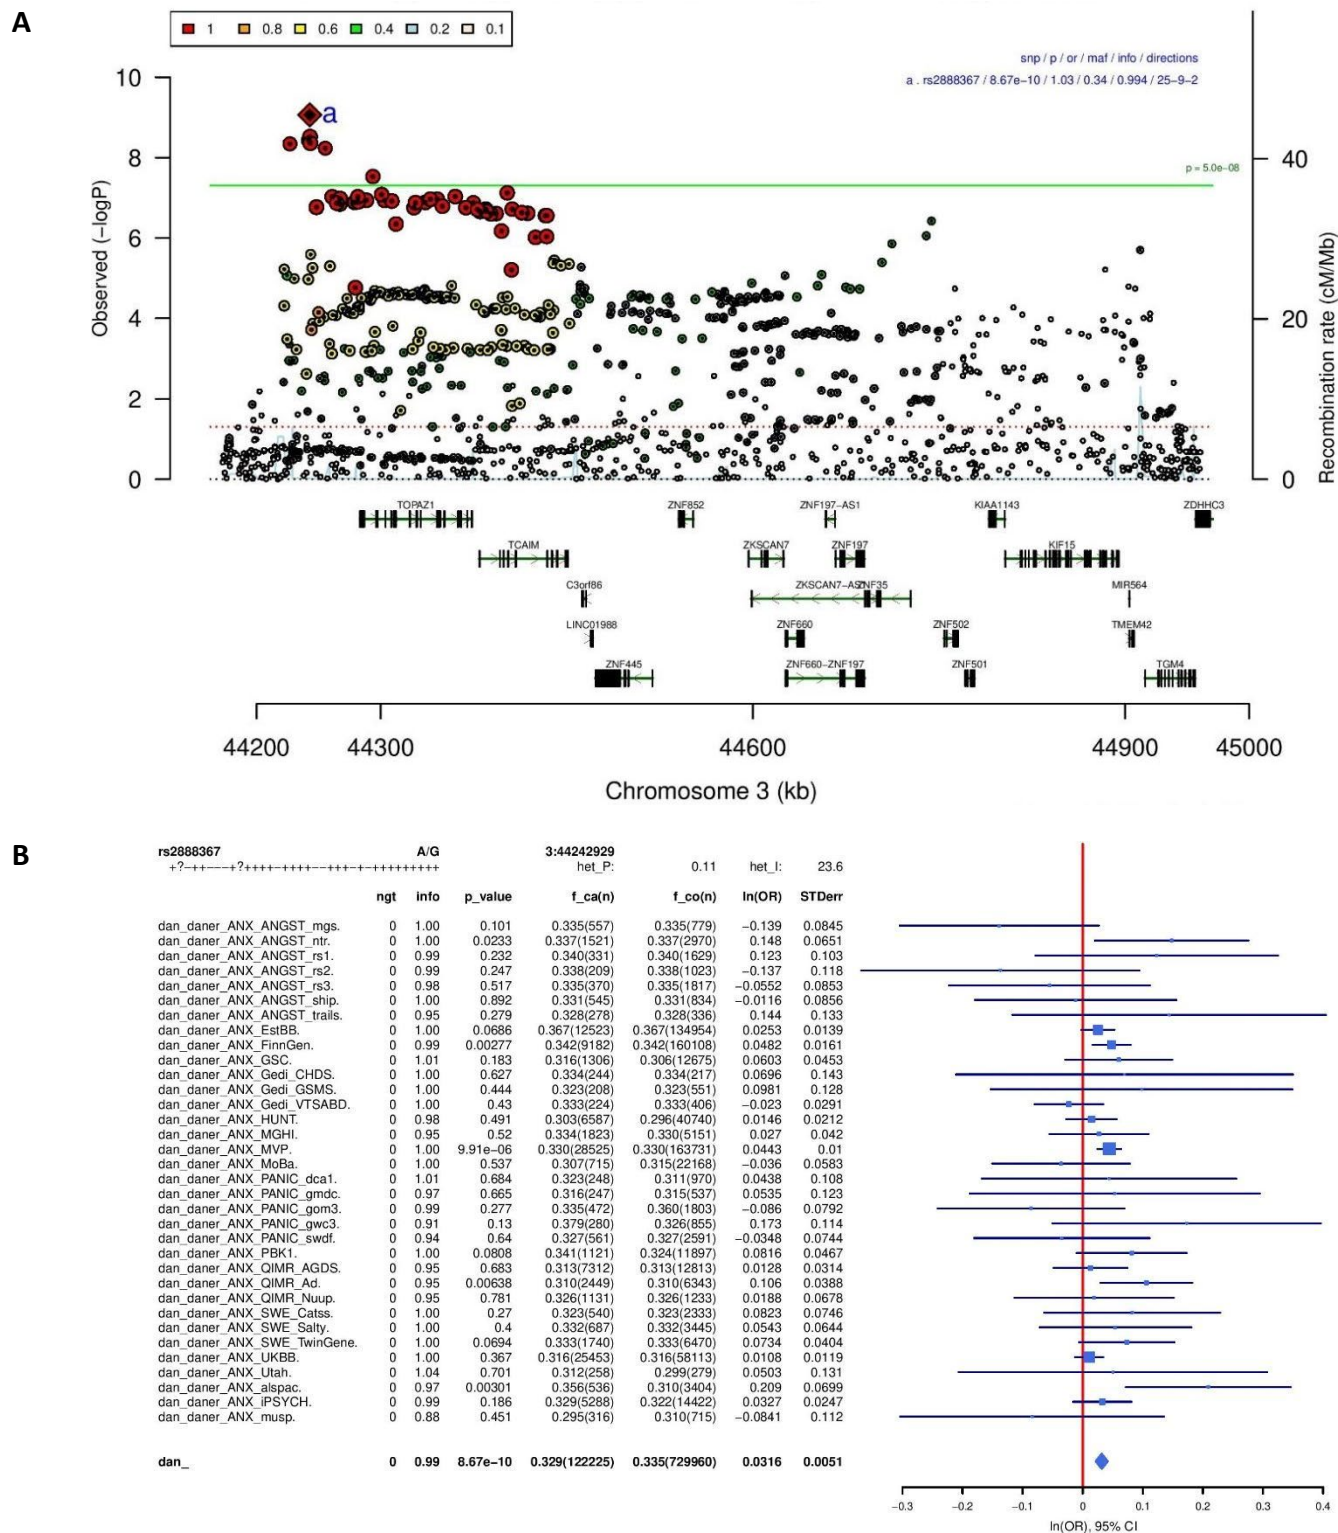 A
1 0.8 0.6 0.4 0.2 0.1
snp / p / or / maf / info / directions
a . rs2888367 / 8.67e-10 / 1.03 / 0.34 / 0.994 / 25-9-2
a
p = 5.0e-08
Observed (-logP)
10
8
6
4
2
0
Recombination rate (cM/Mb)
40
20
0
TOPAZ1 ZNF852 ZNF197-AS1 KIAA1143 ZDHHC3
TCAIM ZKSCAN7 ZNF197 KIF15
C3orf86 ZNF35 MIR564
LINC01988 ZNF660 ZNF502 TMEM42
ZNF445 ZNF660-ZNF197 ZNF501 TGM4
44200 44300 44600 44900 45000
Chromosome 3 (kb)
B
rs2888367 A/G 3:44242929
het_P: 0.11 het_I: 23.6
ngt info p_value f_ca(n) f_co(n) ln(OR) STDerr
dan_daner_ANX_ANGST_mgs. 0 1.00 0.101 0.335(557) 0.335(779) -0.139 0.0845
dan_daner_ANX_ANGST_ntr. 0 1.00 0.0233 0.337(1521) 0.337(2970) 0.148 0.0651
dan_daner_ANX_ANGST_rs1. 0 0.99 0.232 0.340(331) 0.340(1629) 0.123 0.103
dan_daner_ANX_ANGST_rs2. 0 0.99 0.247 0.338(209) 0.338(1023) -0.137 0.118
dan_daner_ANX_ANGST_rs3. 0 0.98 0.517 0.335(370) 0.335(1817) -0.0552 0.0853
dan_daner_ANX_ANGST_ship. 0 1.00 0.892 0.331(545) 0.331(834) -0.0116 0.0856
dan_daner_ANX_ANGST_trails. 0 0.95 0.279 0.328(278) 0.328(336) 0.144 0.133
dan_daner_ANX_EstBB. 0 1.00 0.0686 0.367(12523) 0.367(134954) 0.0253 0.0139
dan_daner_ANX_FinnGen. 0 0.99 0.00277 0.342(9182) 0.342(160108) 0.0482 0.0161
dan_daner_ANX_GSC. 0 1.01 0.183 0.316(1306) 0.306(12675) 0.0603 0.0453
dan_daner_ANX_Gedi_CHDS. 0 1.00 0.627 0.334(244) 0.334(217) 0.0696 0.143
dan_daner_ANX_Gedi_GSMS. 0 1.00 0.444 0.323(208) 0.323(551) 0.0981 0.128
dan_daner_ANX_Gedi_VTSABD. 0 1.00 0.43 0.333(224) 0.333(406) -0.023 0.0291
dan_daner_ANX_HUNT. 0 0.98 0.491 0.303(6587) 0.296(40740) 0.0146 0.0212
dan_daner_ANX_MGHI. 0 0.95 0.52 0.334(1823) 0.330(5151) 0.027 0.042
dan_daner_ANX_MVP. 0 1.00 9.91e-06 0.330(28525) 0.330(163731) 0.0443 0.01
dan_daner_ANX_MoBa. 0 1.00 0.537 0.307(715) 0.315(22168) -0.036 0.0583
dan_daner_ANX_PANIC_dca1. 0 1.01 0.684 0.323(248) 0.311(970) 0.0438 0.108
dan_daner_ANX_PANIC_gmdc. 0 0.97 0.665 0.316(247) 0.315(537) 0.0535 0.123
dan_daner_ANX_PANIC_gom3. 0 0.99 0.277 0.335(472) 0.360(1803) -0.086 0.0792
dan_daner_ANX_PANIC_gwc3. 0 0.91 0.13 0.379(280) 0.326(855) 0.173 0.114
dan_daner_ANX_PANIC_swdf. 0 0.94 0.64 0.327(561) 0.327(2591) -0.0348 0.0744
dan_daner_ANX_PBK1. 0 1.00 0.0808 0.341(1121) 0.324(11897) 0.0816 0.0467
dan_daner_ANX_QIMR_AGDS. 0 0.95 0.683 0.313(7312) 0.313(12813) 0.0128 0.0314
dan_daner_ANX_QIMR_Ad. 0 0.95 0.00638 0.310(2449) 0.310(6343) 0.106 0.0388
dan_daner_ANX_QIMR_Nuup. 0 0.95 0.781 0.326(1131) 0.326(1233) 0.0188 0.0678
dan_daner_ANX_SWE_Catss. 0 1.00 0.27 0.323(540) 0.323(2333) 0.0823 0.0746
dan_daner_ANX_SWE_Salty. 0 1.00 0.4 0.332(687) 0.332(3445) 0.0543 0.0644
dan_daner_ANX_SWE_TwinGene. 0 1.00 0.0694 0.333(1740) 0.333(6470) 0.0734 0.0404
dan_daner_ANX_UKBB. 0 1.00 0.367 0.316(25453) 0.316(58113) 0.0108 0.0119
dan_daner_ANX_Utah. 0 1.04 0.701 0.312(258) 0.299(279) 0.0503 0.131
dan_daner_ANX_alspac. 0 0.97 0.00301 0.356(536) 0.310(3404) 0.209 0.0699
dan_daner_ANX_iPSYCH. 0 0.99 0.186 0.329(5288) 0.322(14422) 0.0327 0.0247
dan_daner_ANX_musp. 0 0.88 0.451 0.295(316) 0.310(715) -0.0841 0.112
dan_ 0 0.99 8.67e-10 0.329(122225) 0.335(729960) 0.0316 0.0051
-0.3 -0.2 -0.1 0 0.1 0.2 0.3 0.4
ln(OR), 95% CI